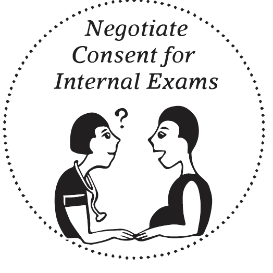 Negotiate
Consent for
Internal Exams
?